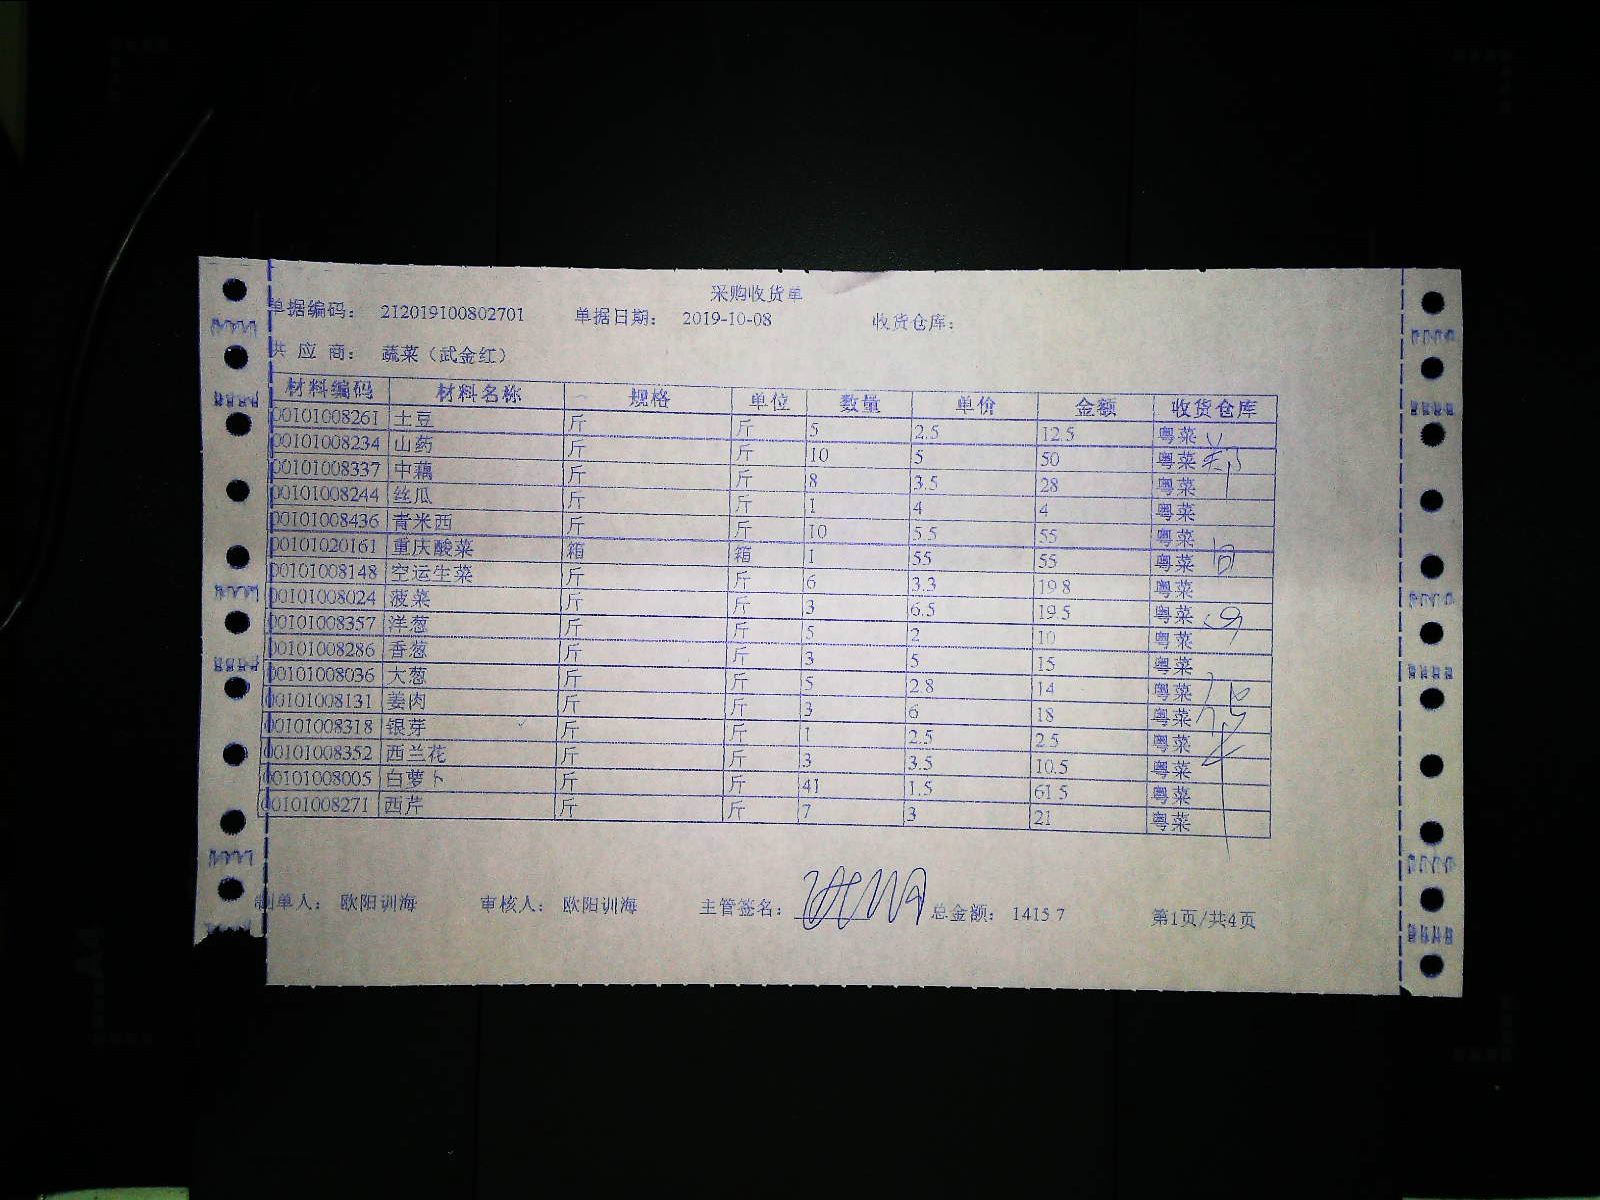 采购收货单
单据编码： 212019100802701 单据日期： 2019-10-08 收货仓库：
供 应 商： 蔬菜（武金红）
材料编码 材料名称 规格 单位 数量 单价 金额 收货仓库
00101008261 土豆 斤 斤 5 2.5 12.5 粤菜
00101008234 山药 斤 斤 10 5 50 粤菜
00101008337 中藕 斤 斤 8 3.5 28 粤菜
00101008244 丝瓜 斤 斤 1 4 4 粤菜
00101008436 青米西 斤 斤 10 5.5 55 粤菜
00101020161 重庆酸菜 箱 箱 1 55 55 粤菜
00101008148 空运生菜 斤 斤 6 3.3 19.8 粤菜
00101008024 菠菜 斤 斤 3 6.5 19.5 粤菜
00101008357 洋葱 斤 斤 5 2 10 粤菜
00101008286 香葱 斤 斤 3 5 15 粤菜
00101008036 大葱 斤 斤 5 2.8 14 粤菜
00101008131 姜肉 斤 斤 3 6 18 粤菜
00101008318 银芽 斤 斤 1 2.5 2.5 粤菜
00101008352 西兰花 斤 斤 3 3.5 10.5 粤菜
00101008005 白萝卜 斤 斤 41 1.5 61.5 粤菜
00101008271 西芹 斤 斤 7 3 21 粤菜
制单人： 欧阳训海 审核人： 欧阳训海 主管签名： 总金额： 1415.7 第1页/共4页